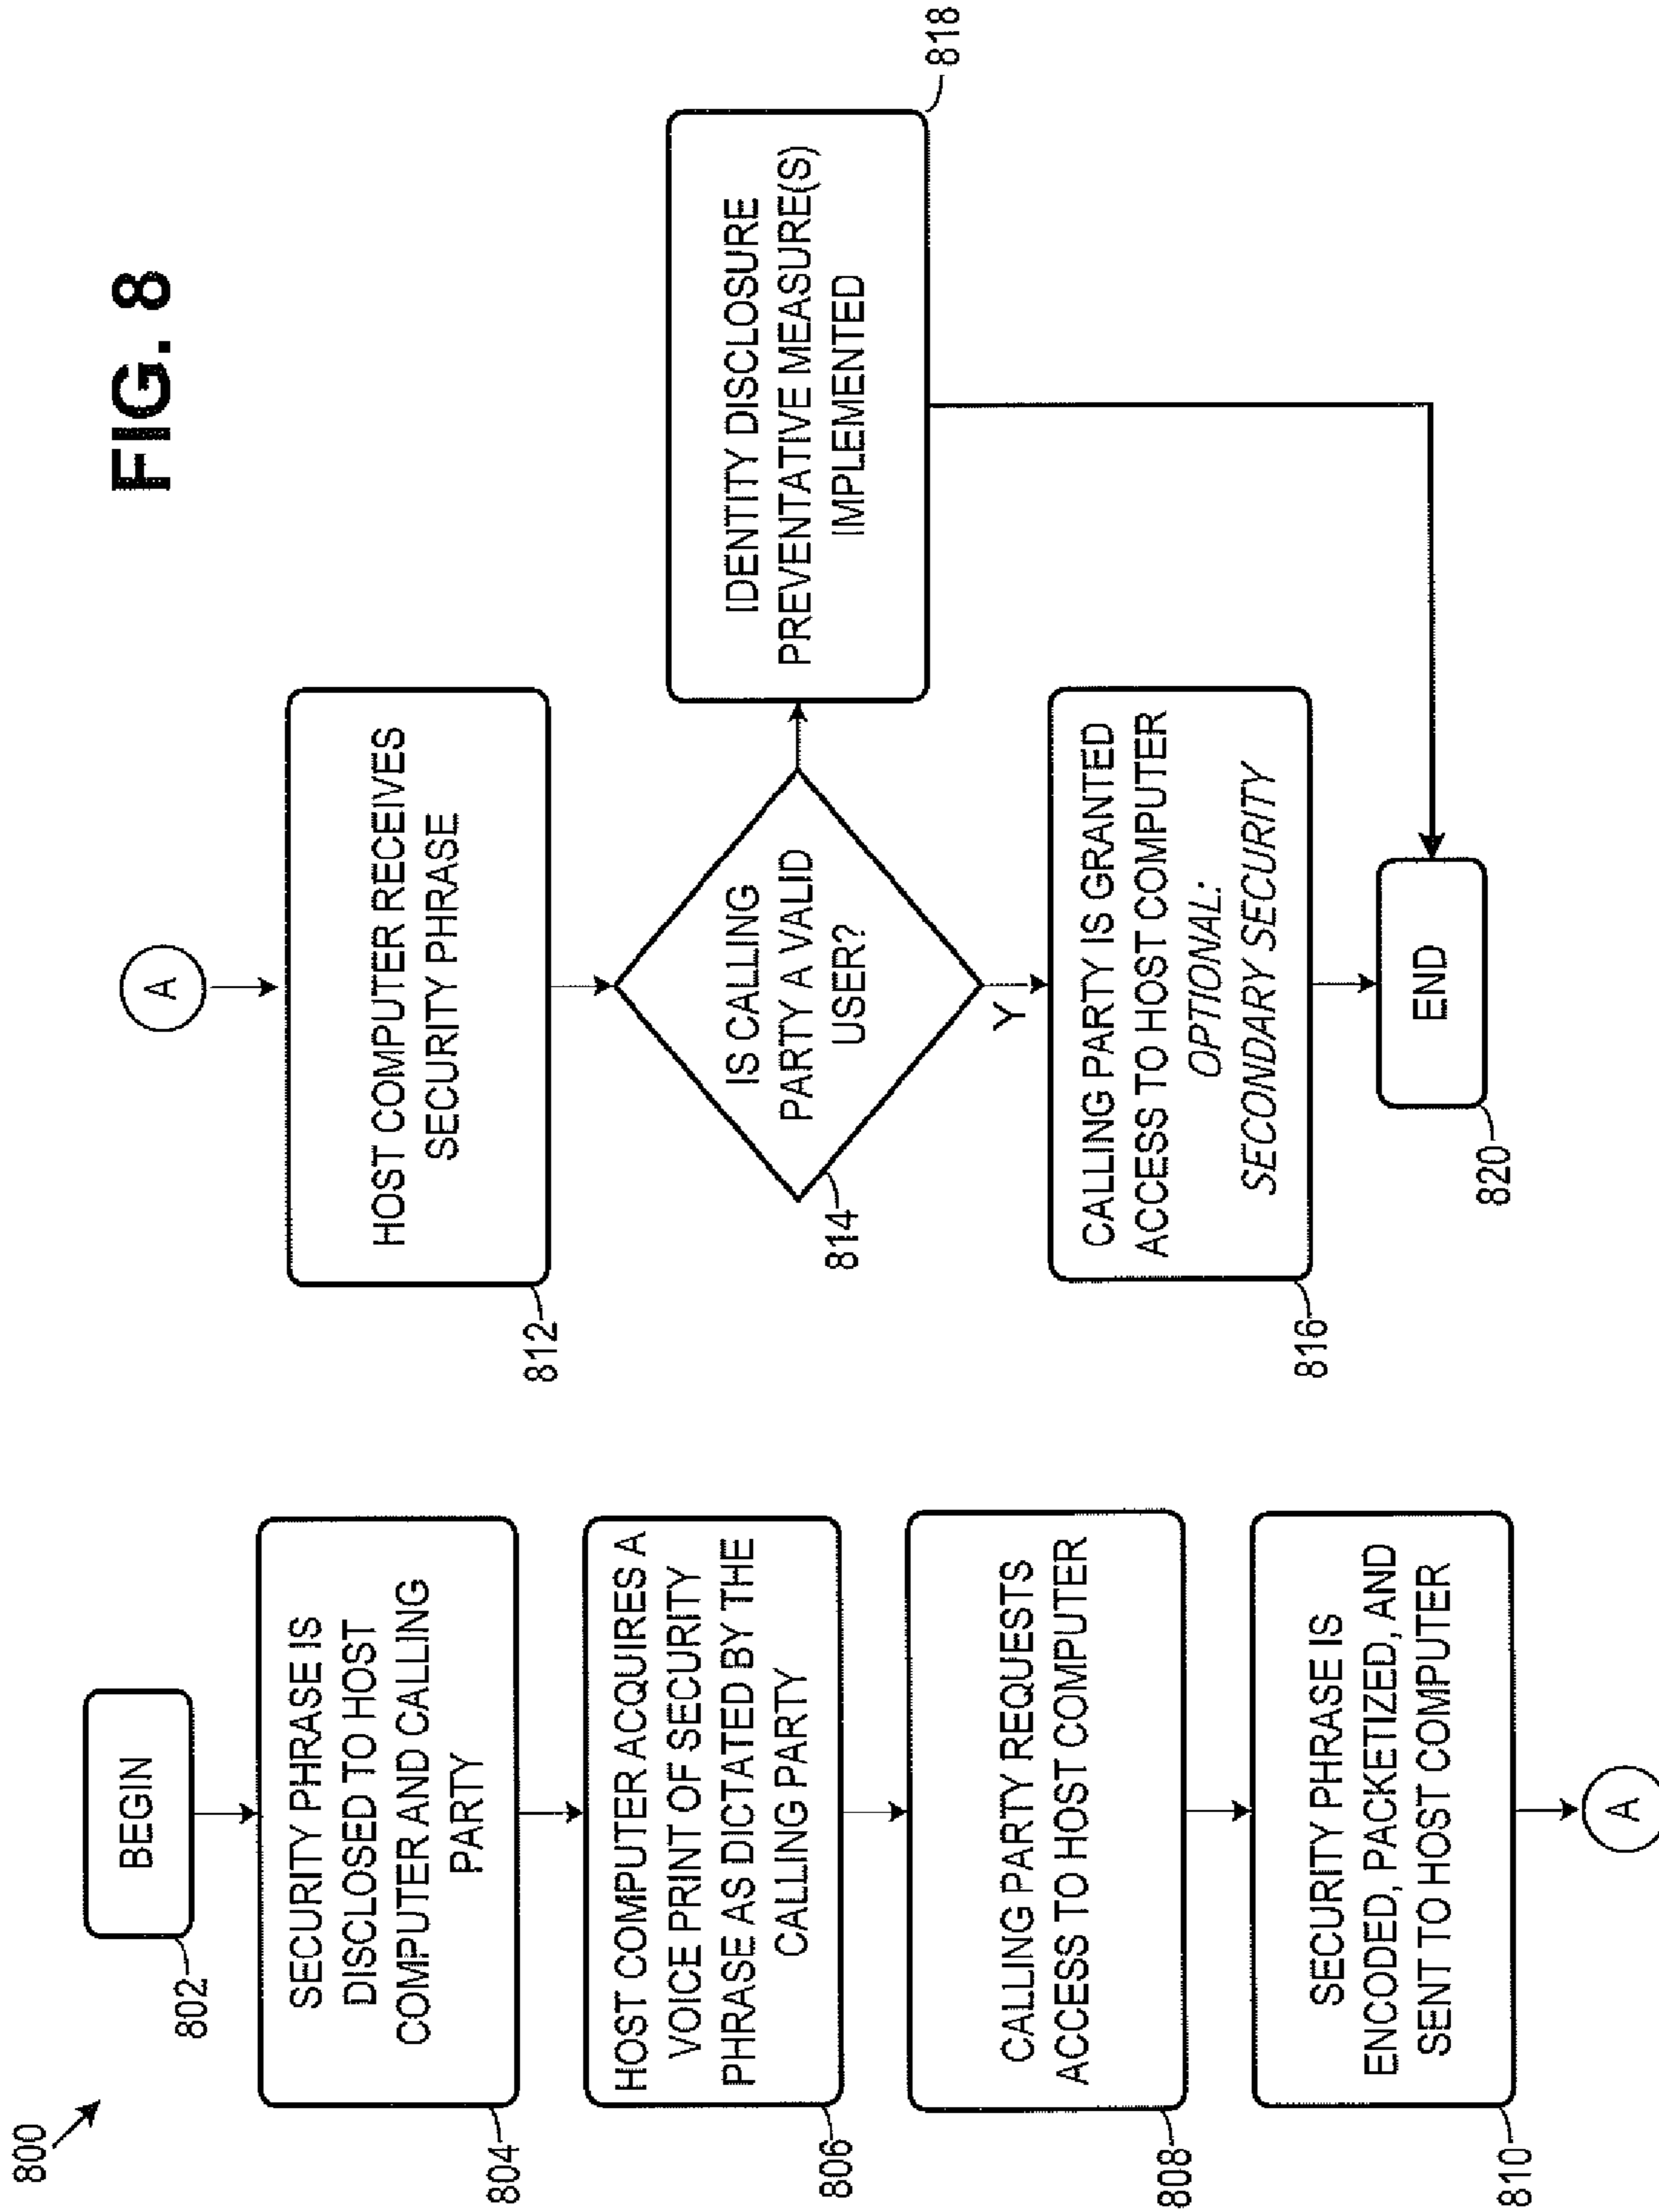 FIG. 8
800
BEGIN
802
SECURITY PHRASE IS
DISCLOSED TO HOST
COMPUTER AND CALLING
PARTY
804
HOST COMPUTER ACQUIRES A
VOICE PRINT OF SECURITY
PHRASE AS DICTATED BY THE
CALLING PARTY
806
CALLING PARTY REQUESTS
ACCESS TO HOST COMPUTER
808
SECURITY PHRASE IS
ENCODED, PACKETIZED, AND
SENT TO HOST COMPUTER
810
A
A
HOST COMPUTER RECEIVES
SECURITY PHRASE
812
IS CALLING
PARTY A VALID
USER?
814
Y
CALLING PARTY IS GRANTED
ACCESS TO HOST COMPUTER
OPTIONAL:
SECONDARY SECURITY
816
IDENTITY DISCLOSURE
PREVENTATIVE MEASURE(S)
IMPLEMENTED
818
END
820